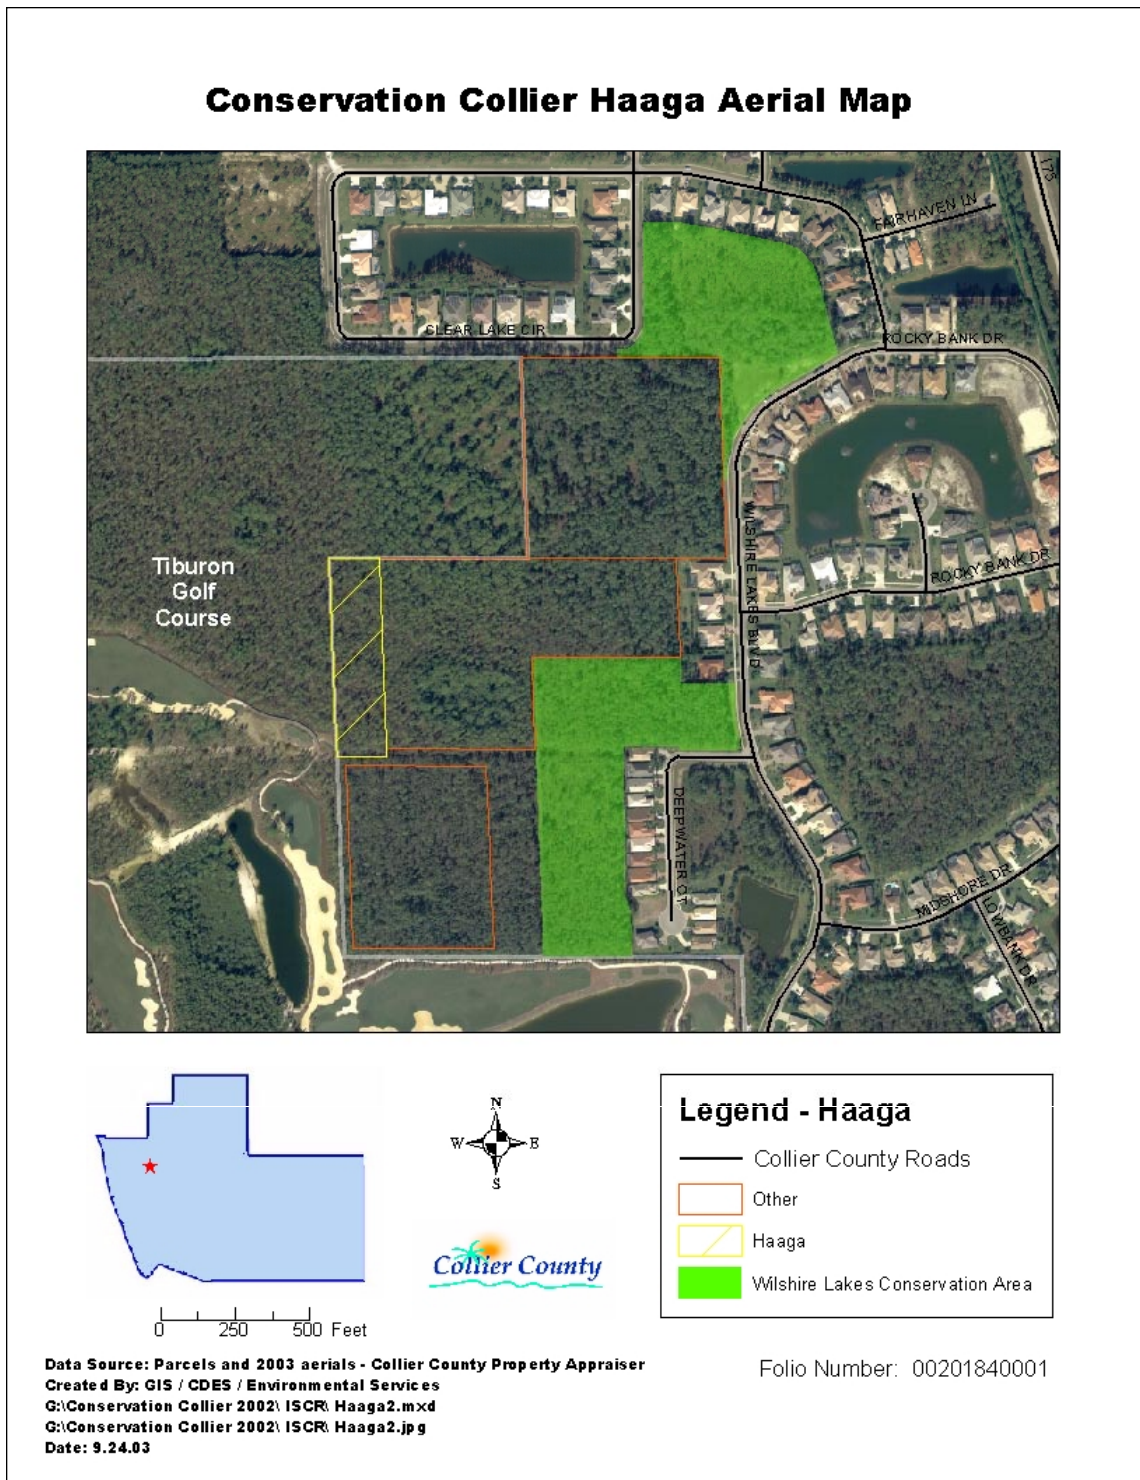 Conservation Collier Haaga Aerial Map
I75
FAIRHAVEN LN
CLEAR LAKE CIR
ROCKY BANK DR
WILSHIRE LAKES BLVD
ROCKY BANK DR
Tiburon
Golf
Course
DEEPWATER CT
MIDSHORE DR
LOWBANK DR
N
W
E
S
Collier County
0 250 500 Feet
Legend - Haaga
Collier County Roads
Other
Haaga
Wilshire Lakes Conservation Area
Data Source: Parcels and 2003 aerials - Collier County Property Appraiser
Created By: GIS / CDES / Environmental Services
G:\Conservation Collier 2002\ ISCR\ Haaga2.mxd
G:\Conservation Collier 2002\ ISCR\ Haaga2.jpg
Date: 9.24.03
Folio Number: 00201840001